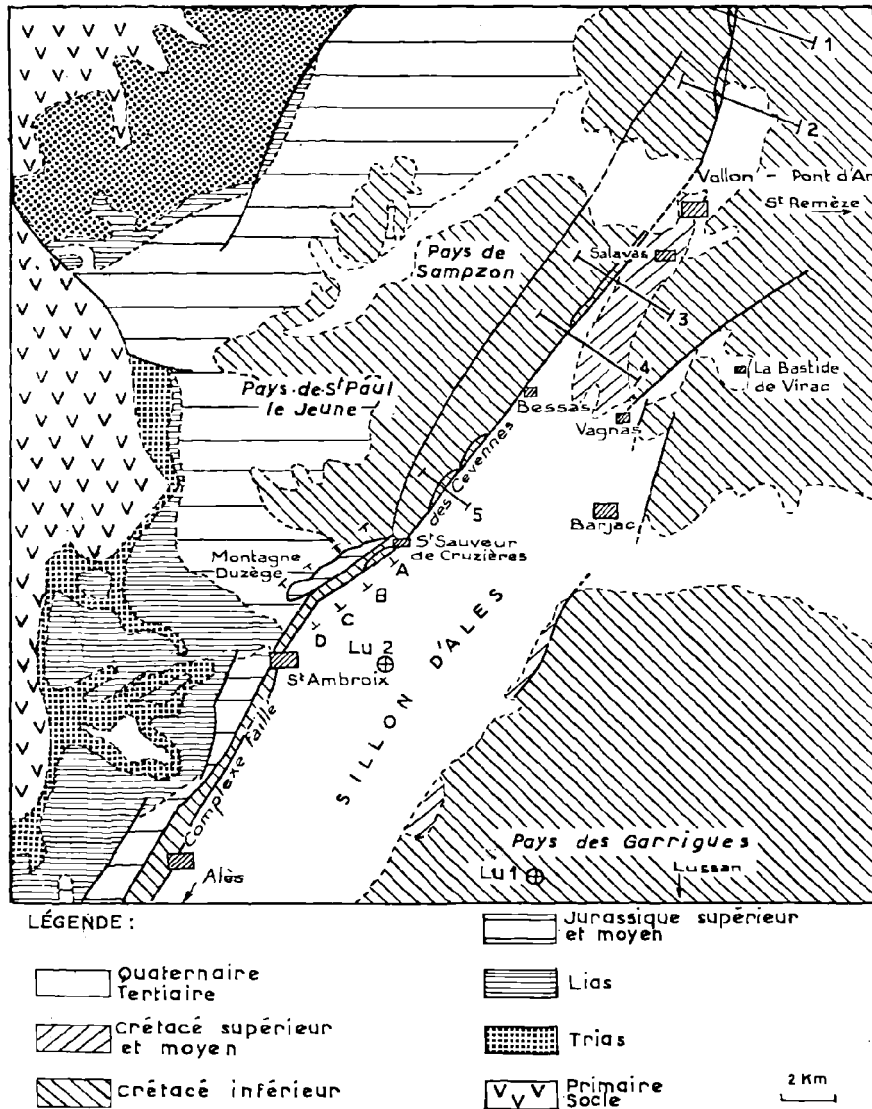 1
2
Vallon - Pont d'Ar
St Remèze
Pays de
Sampzon
Salavas
3
4
La Bastide
de Virac
Pays de St Paul
le Jeune
Bessas
Vagnas
des Cevennes
5
Barjac
St Sauveur
de Cruzières
Montagne
Duzège
A
B
C
D
Lu 2
St Ambroix
SILLON D'ALES
Complexe faillé
Pays des Garrigues
Lu 1
Lussan
Alès
LÉGENDE :
Quaternaire
Tertiaire
Crétacé supérieur
et moyen
Crétacé inférieur
Jurassique supérieur
et moyen
Lias
Trias
Primaire
Socle
2 Km